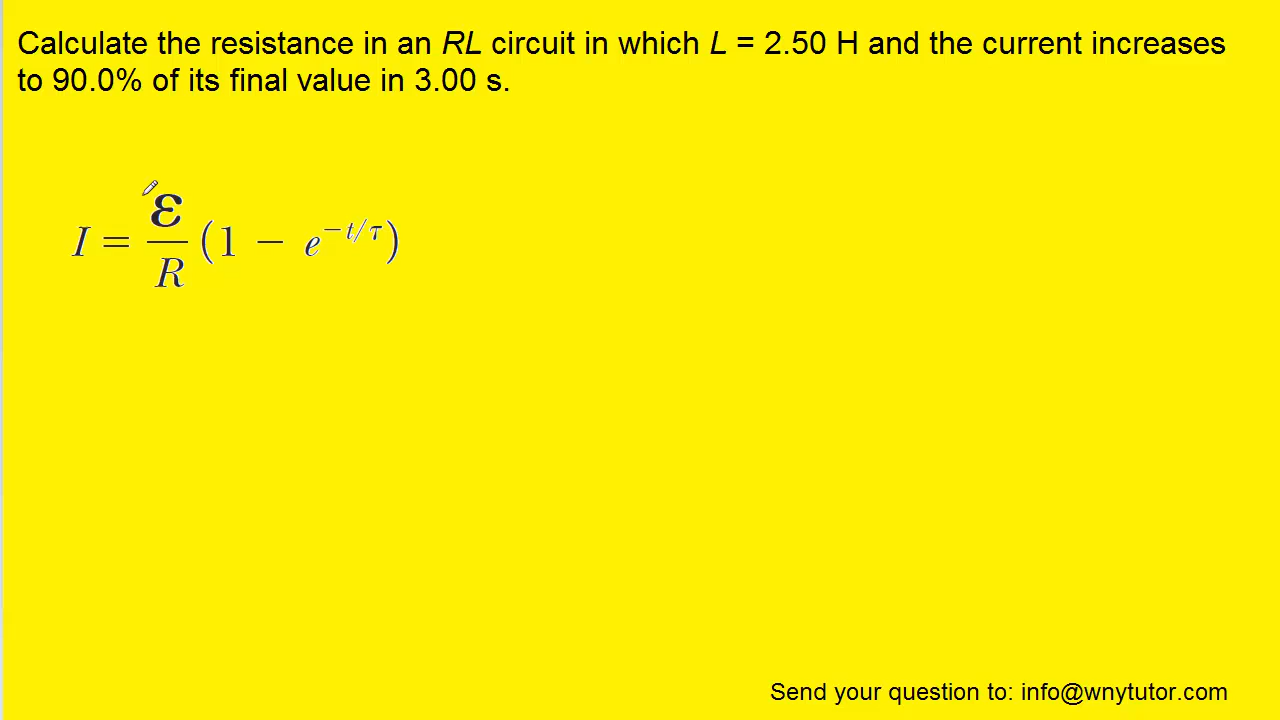 Calculate the resistance in an RL circuit in which L = 2.50 H and the current increases
to 90.0% of its final value in 3.00 s.
I = ε/R (1 − e^{−t/τ})
Send your question to: info@wnytutor.com